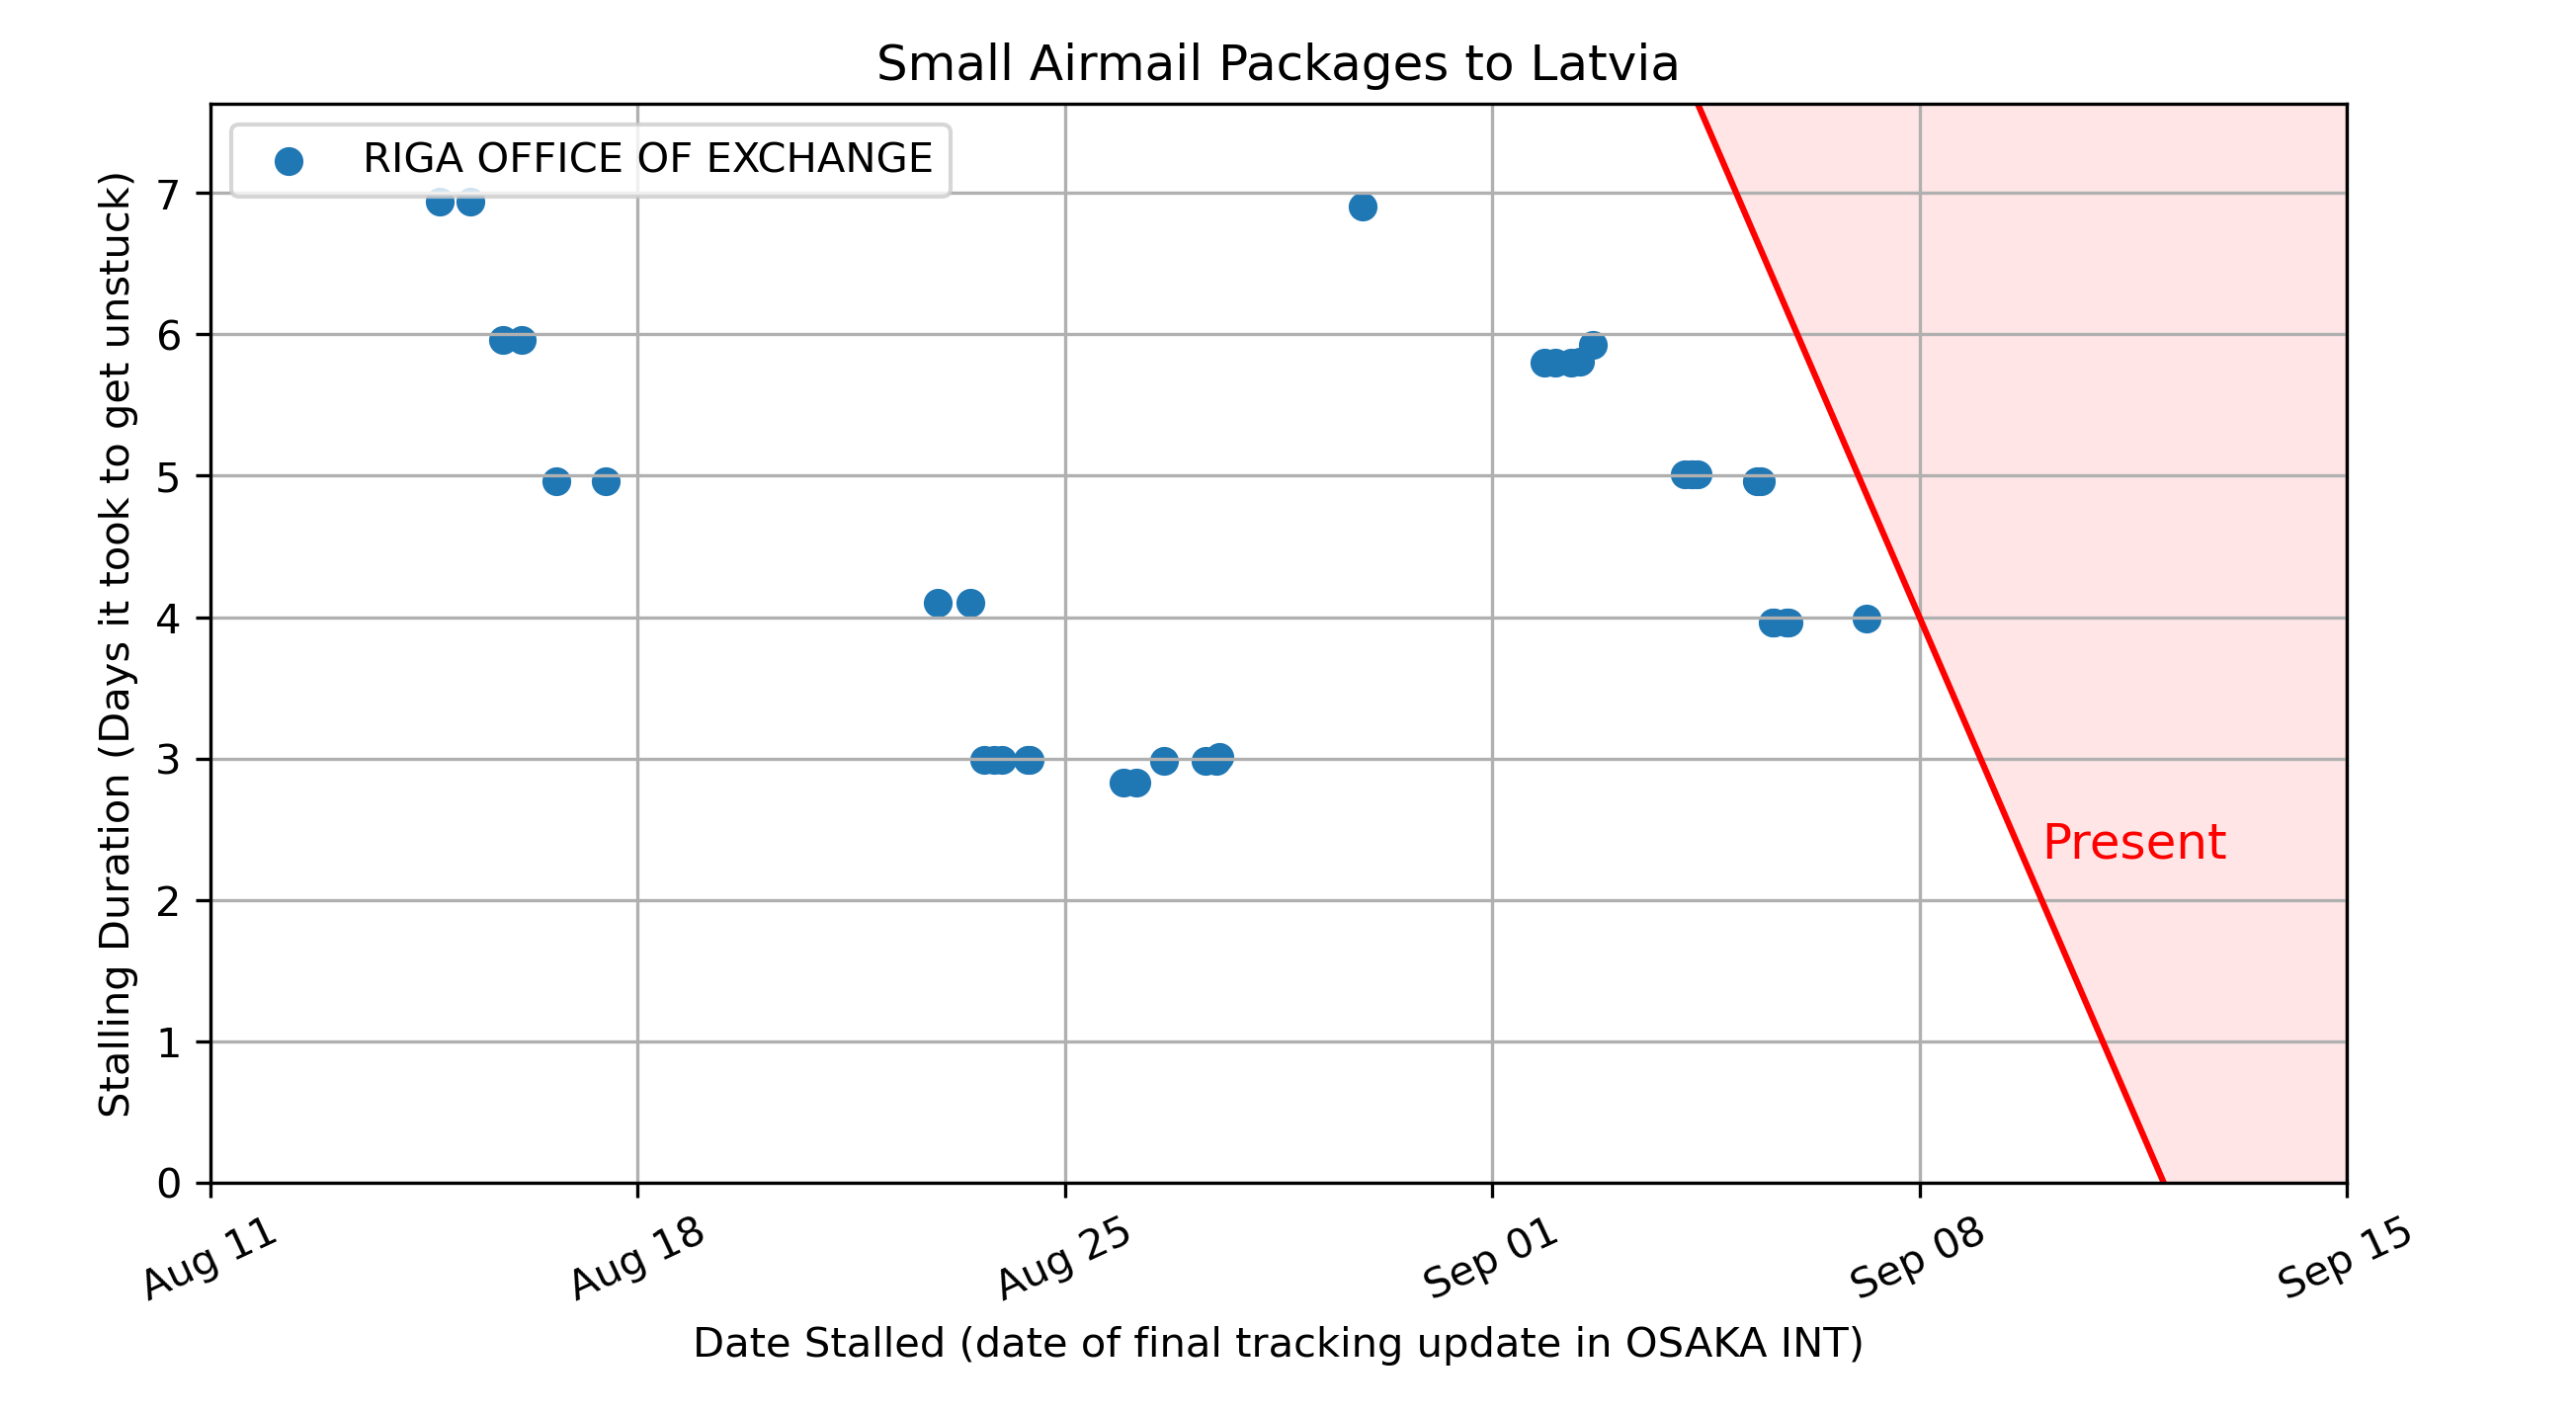 Small Airmail Packages to Latvia
RIGA OFFICE OF EXCHANGE
Stalling Duration (Days it took to get unstuck)
7
6
5
4
3
2
1
0
Present
Aug 11
Aug 18
Aug 25
Sep 01
Sep 08
Sep 15
Date Stalled (date of final tracking update in OSAKA INT)